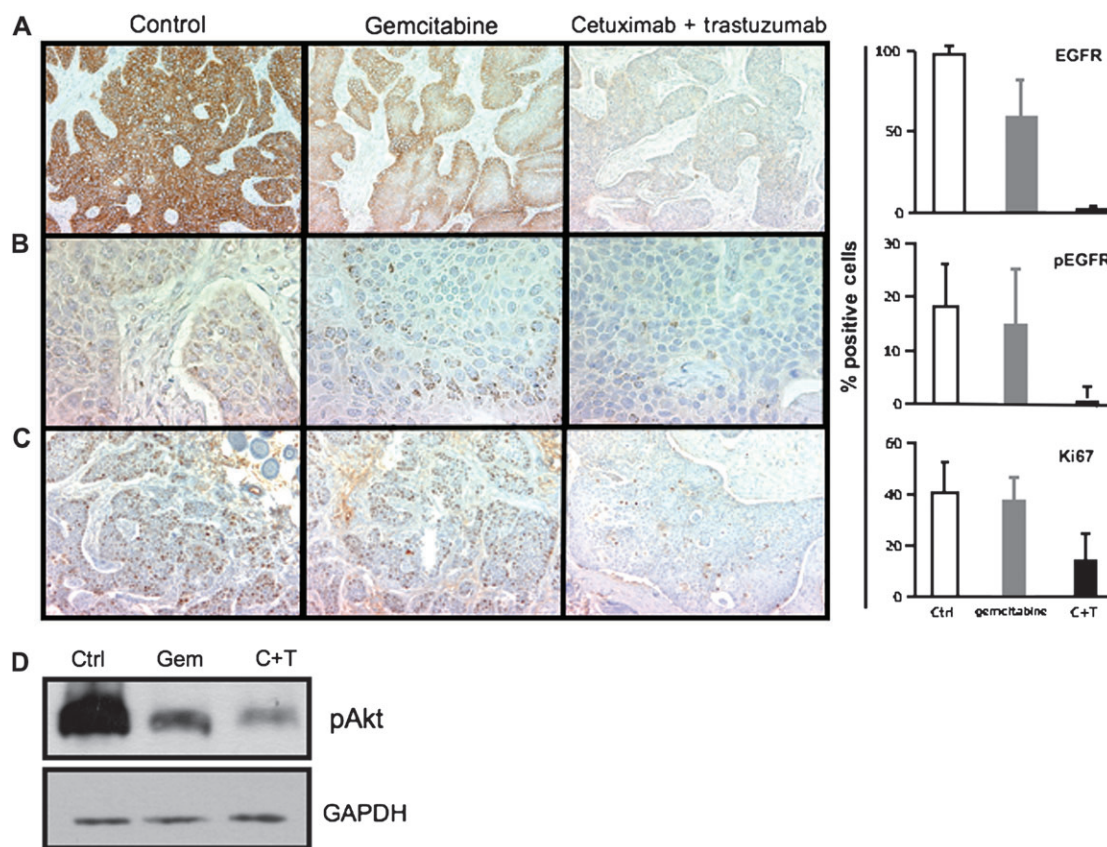 A Control Gemcitabine Cetuximab + trastuzumab
B
C
% positive cells
EGFR
100
50
0
pEGFR
30
20
10
0
Ki67
60
40
20
0
Ctrl gemcitabine C+T
D Ctrl Gem C+T
pAkt
GAPDH